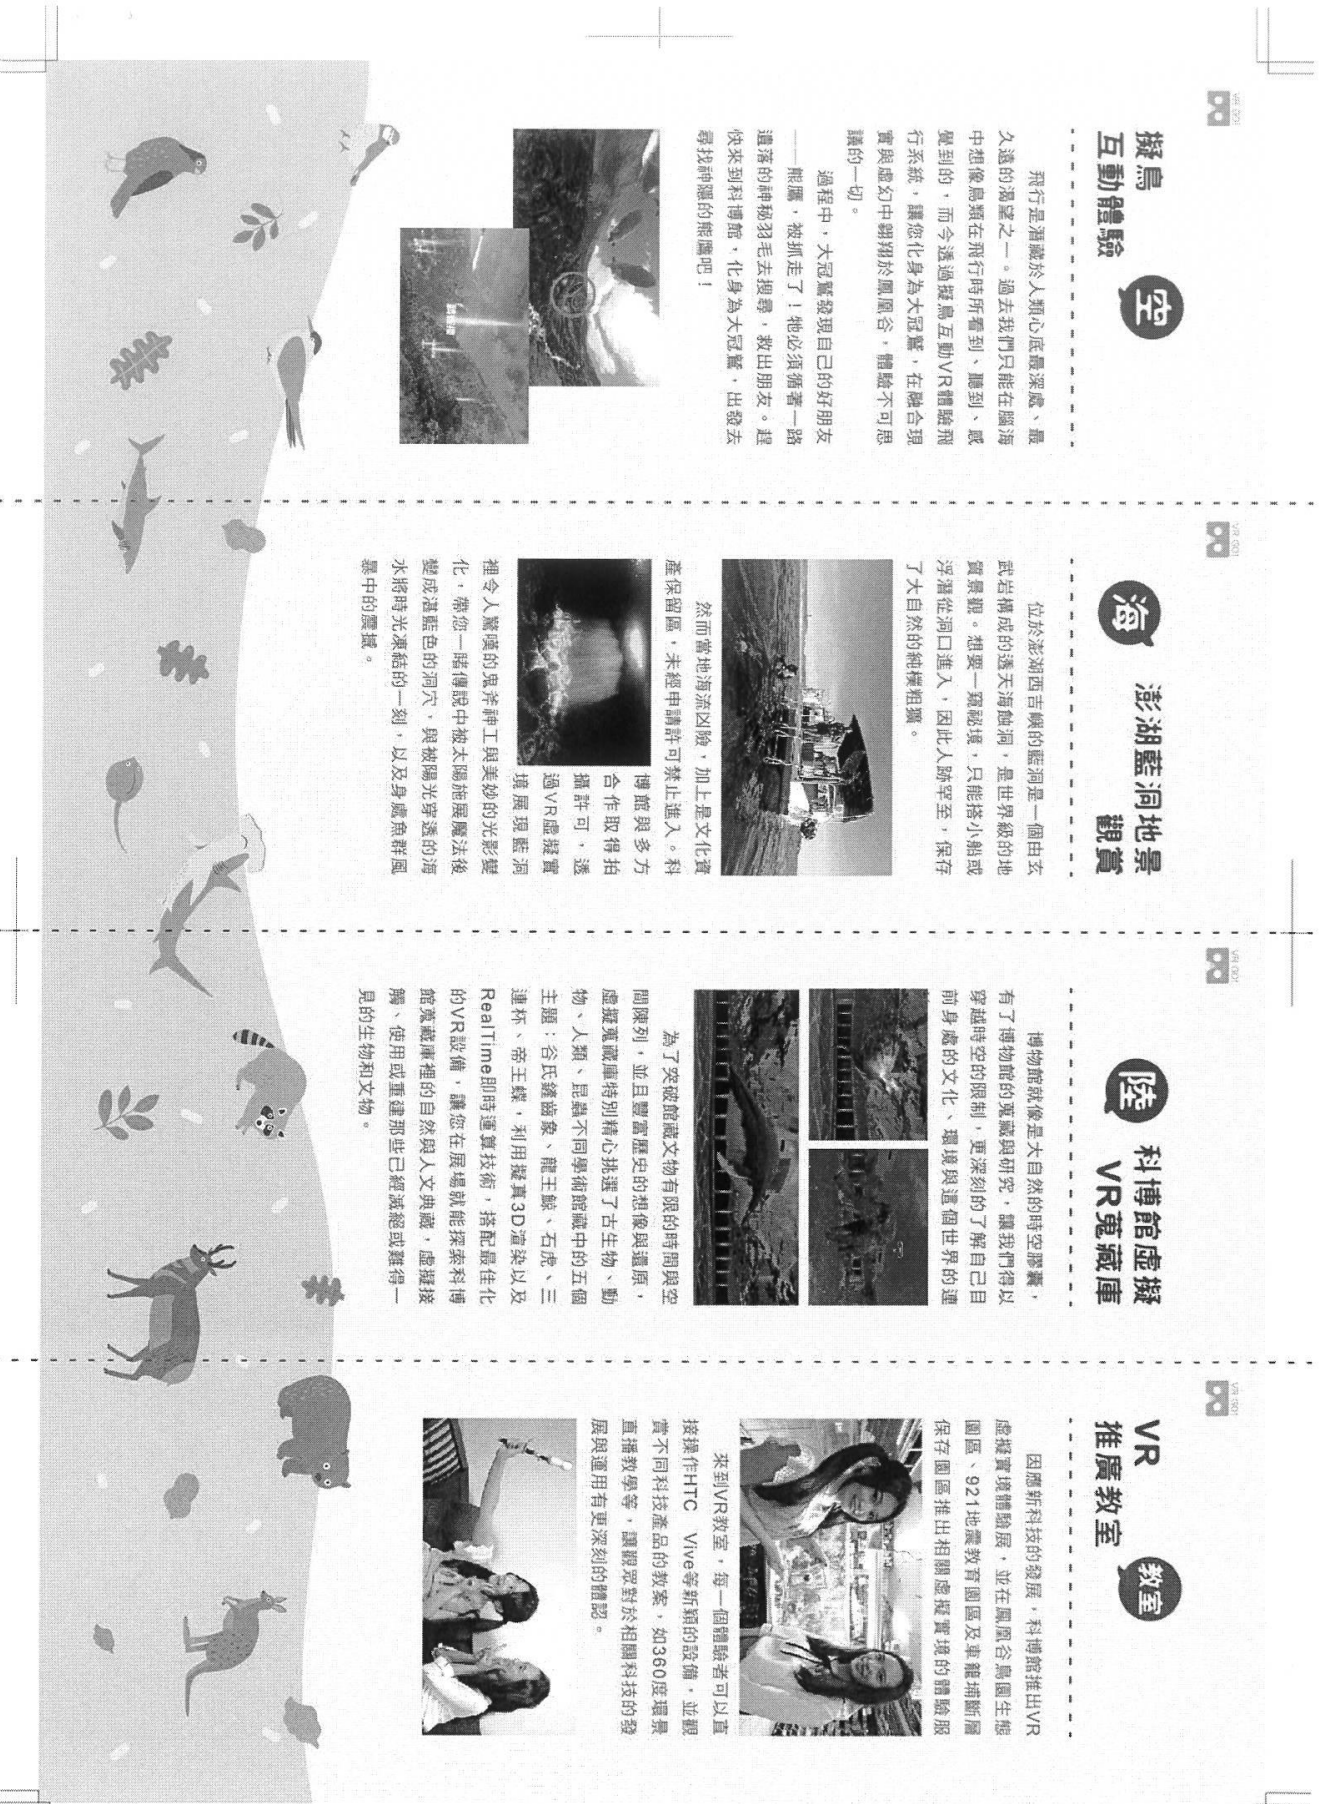 VR GO!
擬鳥
互動體驗
空
飛行是潛藏於人類心底最深處、最
久遠的渴望之一。過去我們只能在腦海
中想像鳥類在飛行時所看到、聽到、感
覺到的，而今透過擬鳥互動VR體驗飛
行系統，讓您化身為大冠鷲，在融合現
實與虛幻中翱翔於鳳凰谷，體驗不可思
議的一切。
過程中，大冠鷲發現自己的好朋友
——熊鷹，被抓走了！牠必須循著一路
遺落的神秘羽毛去搜尋，救出朋友。趕
快來到科博館，化身為大冠鷲，出發去
尋找神隱的熊鷹吧！
VR GO!
海
澎湖藍洞地景
觀賞
位於澎湖西吉嶼的藍洞是一個由玄
武岩構成的透天海蝕洞，是世界級的地
質景觀。想要一窺祕境，只能搭小船或
浮潛從洞口進入，因此人跡罕至，保存
了大自然的純樸粗獷。
然而當地海流凶險，加上是文化資
產保留區，未經申請許可禁止進入。科
博館與多方
合作取得拍
攝許可，透
過VR虛擬實
境展現藍洞
裡令人驚嘆的鬼斧神工與美妙的光影變
化，帶您一睹傳說中被太陽施展魔法後
變成湛藍色的洞穴，與被陽光穿透的海
水將時光凍結的一刻，以及身處魚群風
暴中的震撼。
VR GO!
陸
科博館虛擬
VR蒐藏庫
博物館就像是大自然的時空膠囊，
有了博物館的蒐藏與研究，讓我們得以
穿越時空的限制，更深刻的了解自己目
前身處的文化、環境與這個世界的連
為了突破館藏文物有限的時間與空
間陳列，並且豐富歷史的想像與還原，
虛擬蒐藏庫特別精心挑選了古生物、動
物、人類、昆蟲不同學術館藏中的五個
主題：谷氏鏟齒象、龍王鯨、石虎、三
連杯、帝王蝶，利用擬真3D渲染以及
RealTime即時運算技術，搭配最佳化
的VR設備，讓您在展場就能探索科博
館蒐藏庫裡的自然與人文典藏，虛擬接
觸、使用或重建那些已經滅絕或難得一
見的生物和文物。
VR GO!
VR
推廣教室
教室
因應新科技的發展，科博館推出VR
虛擬實境體驗展，並在鳳凰谷鳥園生態
園區、921地震教育園區及車籠埔斷層
保存園區推出相關虛擬實境的體驗服
來到VR教室，每一個體驗者可以直
接操作HTC Vive等新穎的設備，並觀
賞不同科技產品的教案，如360度環景
直播教學等，讓觀眾對於相關科技的發
展與運用有更深刻的體認。